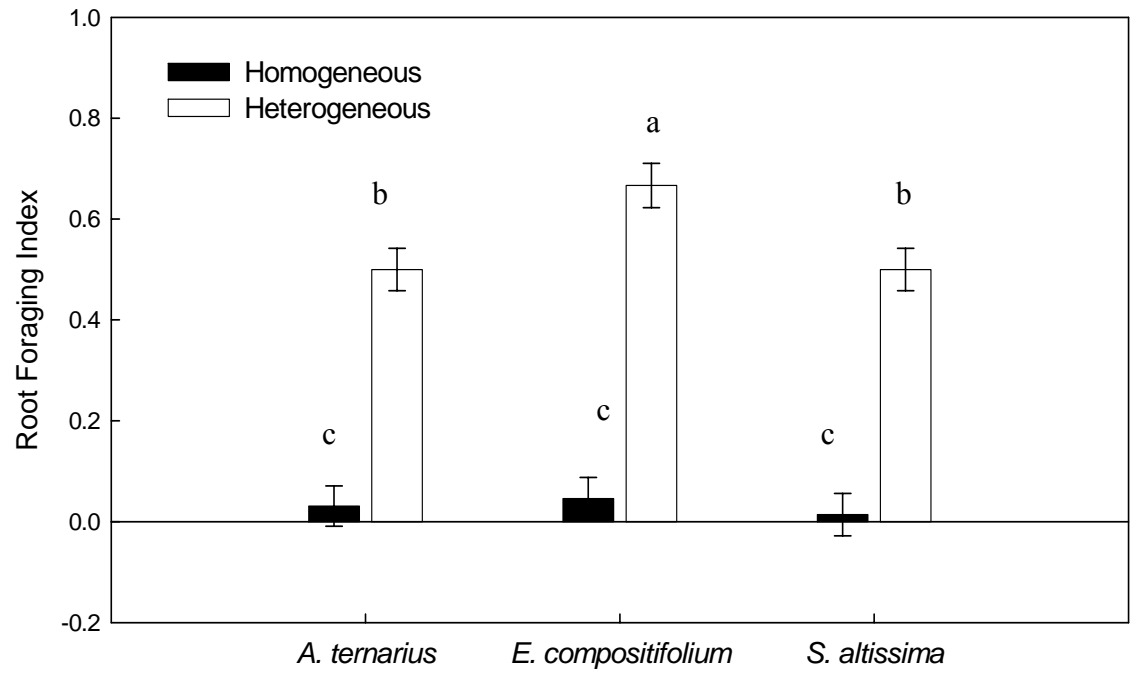 1.0
Homogeneous
Heterogeneous
0.8
a
b
b
0.6
Root Foraging Index
0.4
c
c
c
0.2
0.0
-0.2
A. ternarius E. compositifolium S. altissima